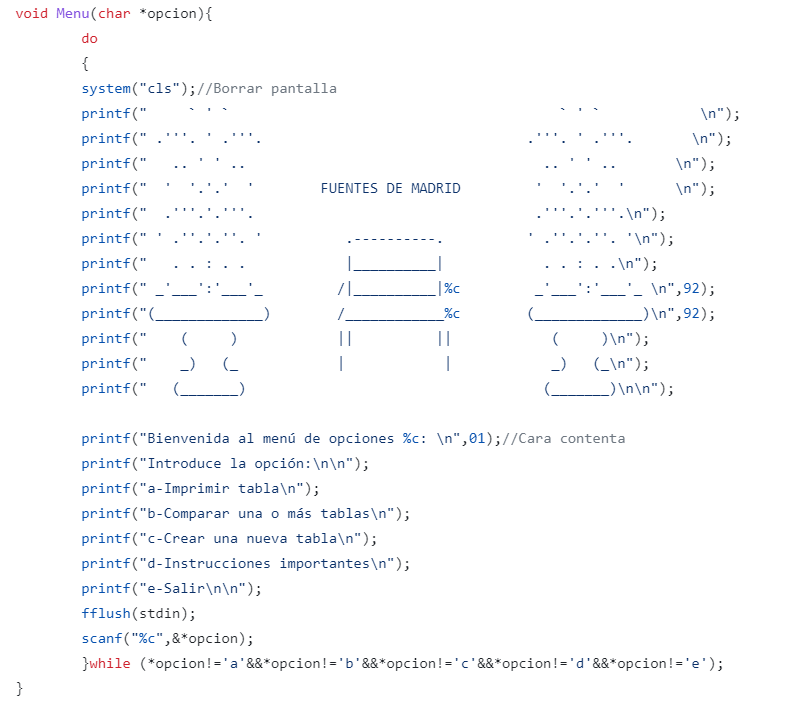 void Menu(char *opcion){
        do
        {
        system("cls");//Borrar pantalla
        printf("     ` ' `                                        ` ' `            \n");
        printf(" .'''. ' .'''.                                .'''. ' .'''.       \n");
        printf("   .. ' ' ..                                    .. ' ' ..       \n");
        printf("  '  '.'.'  '        FUENTES DE MADRID         '  '.'.'  '      \n");
        printf("  .'''.'.'''.                                  .'''.'.'''.\n");
        printf(" ' .''.'.''. '          .----------.          ' .''.'.''. '\n");
        printf("   . . : . .            |__________|            . . : . .\n");
        printf(" _'___':'___'_         /|__________|%c         _'___':'___'_ \n",92);
        printf("(_____________)        /____________%c        (_____________)\n",92);
        printf("    (     )            ||          ||            (     )\n");
        printf("    _)   (_            |            |            _)   (_\n");
        printf("   (_______)                                    (_______)\n\n");

        printf("Bienvenida al menú de opciones %c: \n",01);//Cara contenta
        printf("Introduce la opción:\n\n");
        printf("a-Imprimir tabla\n");
        printf("b-Comparar una o más tablas\n");
        printf("c-Crear una nueva tabla\n");
        printf("d-Instrucciones importantes\n");
        printf("e-Salir\n\n");
        fflush(stdin);
        scanf("%c",&*opcion);
        }while (*opcion!='a'&&*opcion!='b'&&*opcion!='c'&&*opcion!='d'&&*opcion!='e');
}